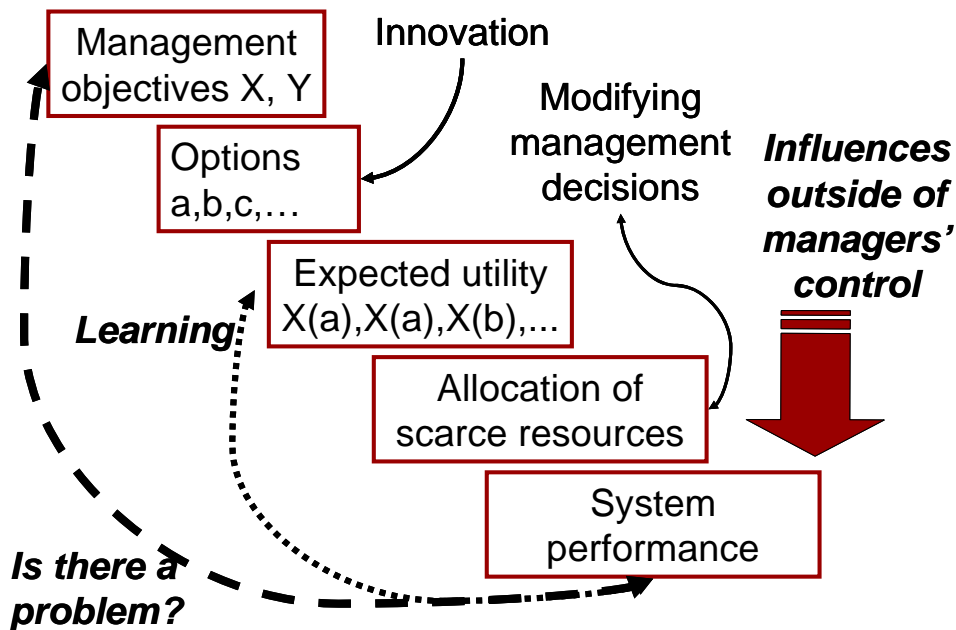 Management
objectives X, Y
Innovation
Options
a,b,c,…
Modifying
management
decisions
Influences
outside of
managers’
control
Expected utility
X(a),X(a),X(b),...
Learning
Allocation of
scarce resources
System
performance
Is there a
problem?